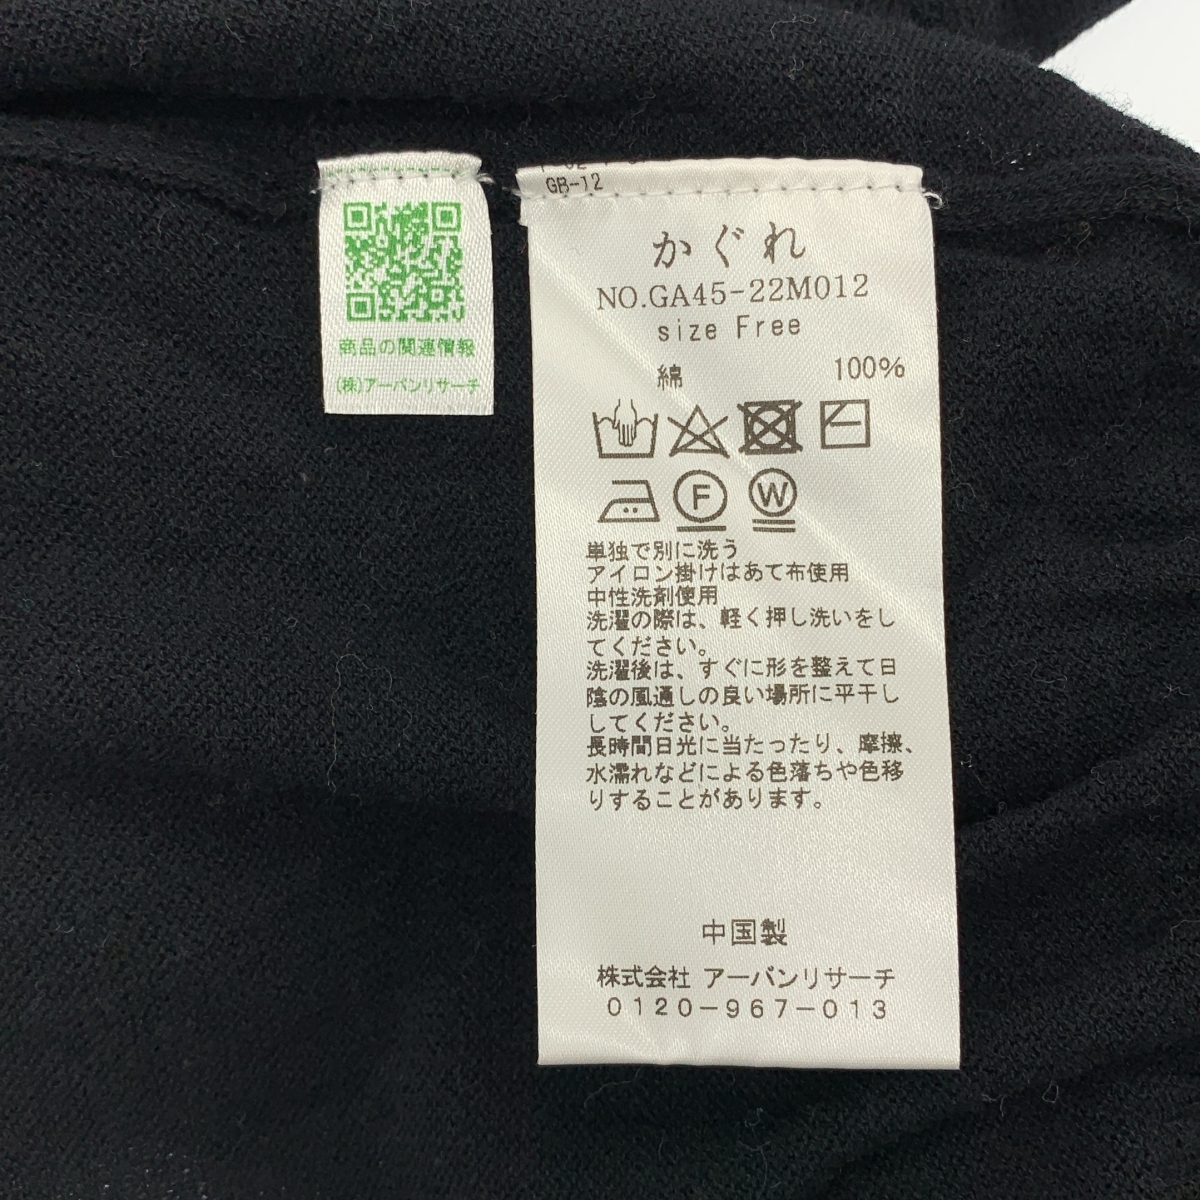 GB-12
かぐれ
NO.GA45-22M012
size Free
綿 100%
F W
単独で別に洗う
アイロン掛けはあて布使用
中性洗剤使用
洗濯の際は、軽く押し洗いをし
てください。
洗濯後は、すぐに形を整えて日
陰の風通しの良い場所に平干し
してください。
長時間日光に当たったり、摩擦、
水濡れなどによる色落ちや色移
りすることがあります。
中国製
株式会社 アーバンリサーチ
0120-967-013
商品の関連情報
(株)アーバンリサーチ